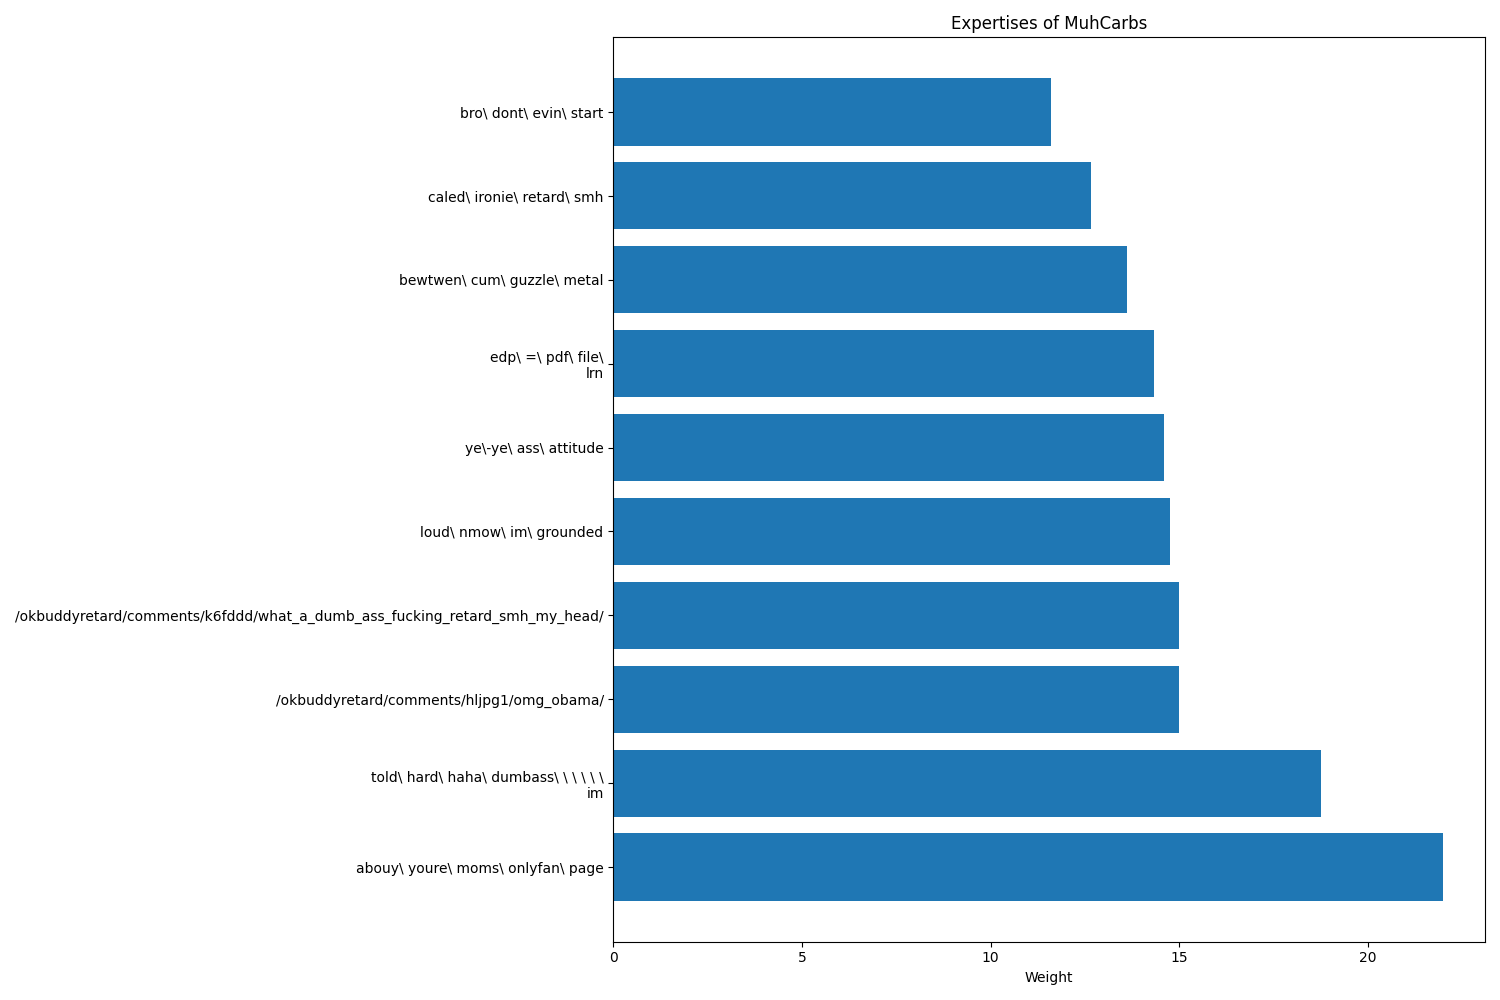 Expertises of MuhCarbs
bro\ dont\ evin\ start
caled\ ironie\ retard\ smh
bewtwen\ cum\ guzzle\ metal
edp\ =\ pdf\ file\
lrn
ye\-ye\ ass\ attitude
loud\ nmow\ im\ grounded
/okbuddyretard/comments/k6fddd/what_a_dumb_ass_fucking_retard_smh_my_head/
/okbuddyretard/comments/hljpg1/omg_obama/
told\ hard\ haha\ dumbass\ \ \ \ \ \
im
abouy\ youre\ moms\ onlyfan\ page
0 5 10 15 20
Weight